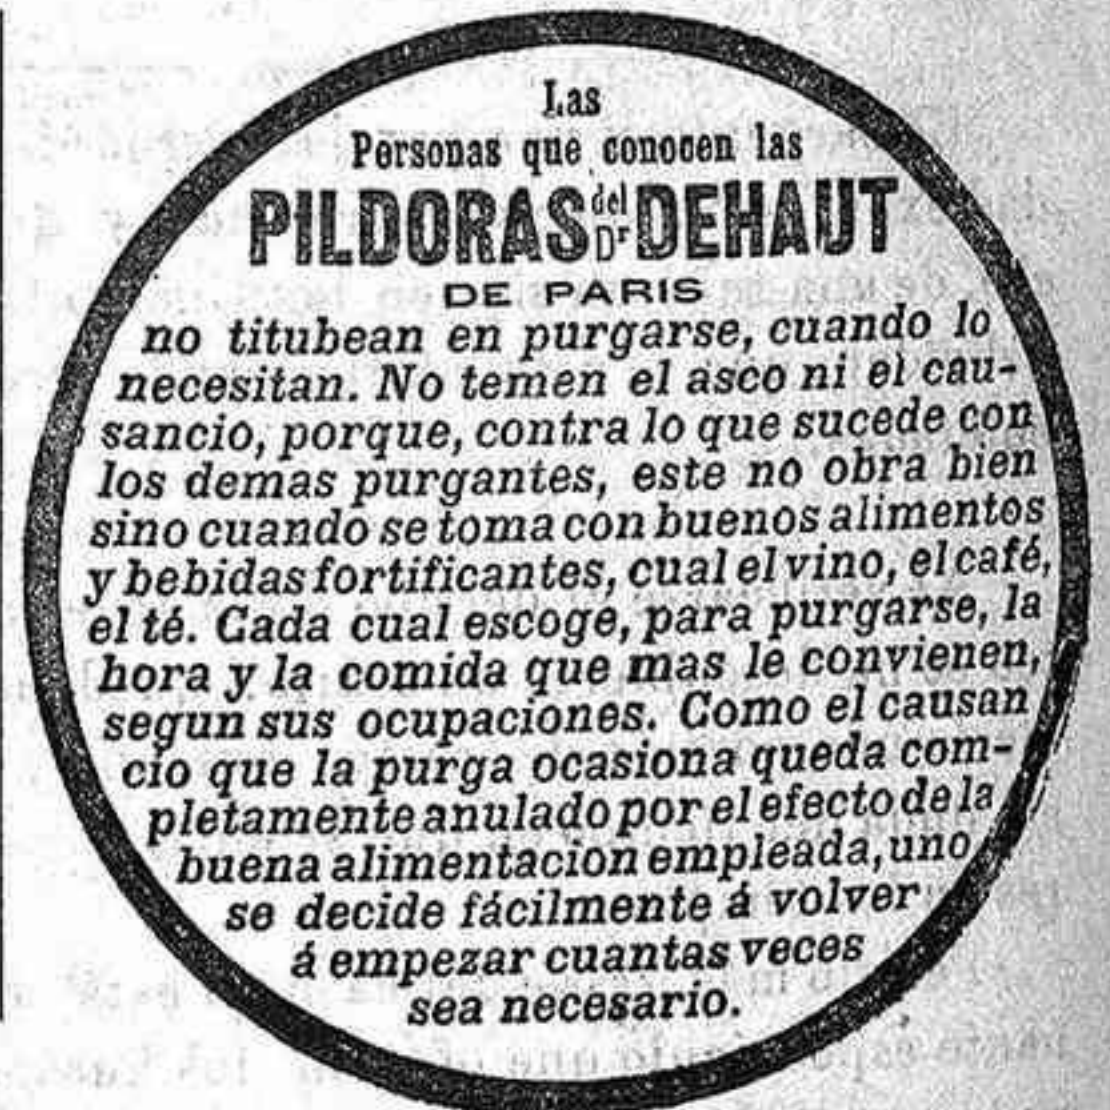 Las
Personas que conocen las
PILDORAS del Dr DEHAUT
DE PARIS
no titubean en purgarse, cuando lo
necesitan. No temen el asco ni el cau-
sancio, porque, contra lo que sucede con
los demas purgantes, este no obra bien
sino cuando se toma con buenos alimentos
y bebidas fortificantes, cual el vino, el café,
el té. Cada cual escoge, para purgarse, la
hora y la comida que mas le convienen,
segun sus ocupaciones. Como el causan
cio que la purga ocasiona queda com-
pletamente anulado por el efecto de la
buena alimentacion empleada, uno
se decide fácilmente á volver
á empezar cuantas veces
sea necesario.